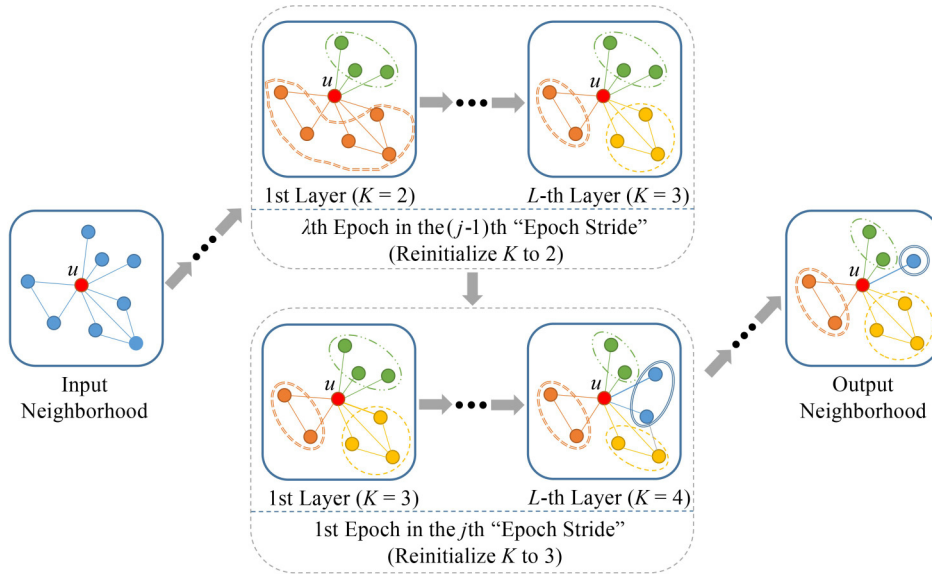 u
1st Layer (K = 2)
u
L-th Layer (K = 3)
λth Epoch in the (j-1)th “Epoch Stride”
(Reinitialize K to 2)
u
Input
Neighborhood
u
1st Layer (K = 3)
u
L-th Layer (K = 4)
1st Epoch in the jth “Epoch Stride”
(Reinitialize K to 3)
u
Output
Neighborhood